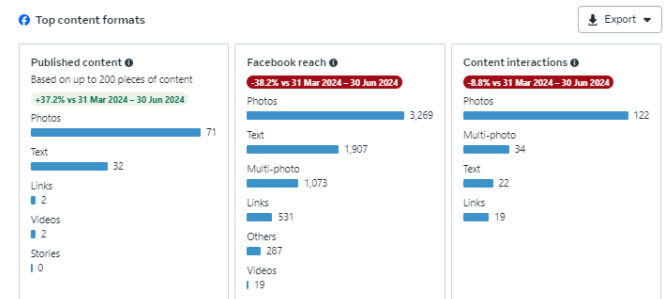 Top content formats
Export
Published content
Based on up to 200 pieces of content
+37.2% vs 31 Mar 2024 – 30 Jun 2024
Photos
71
Text
32
Links
2
Videos
2
Stories
0
Facebook reach
-38.2% vs 31 Mar 2024 – 30 Jun 2024
Photos
3,269
Text
1,907
Multi-photo
1,073
Links
531
Others
287
Videos
19
Content interactions
-8.8% vs 31 Mar 2024 – 30 Jun 2024
Photos
122
Multi-photo
34
Text
22
Links
19